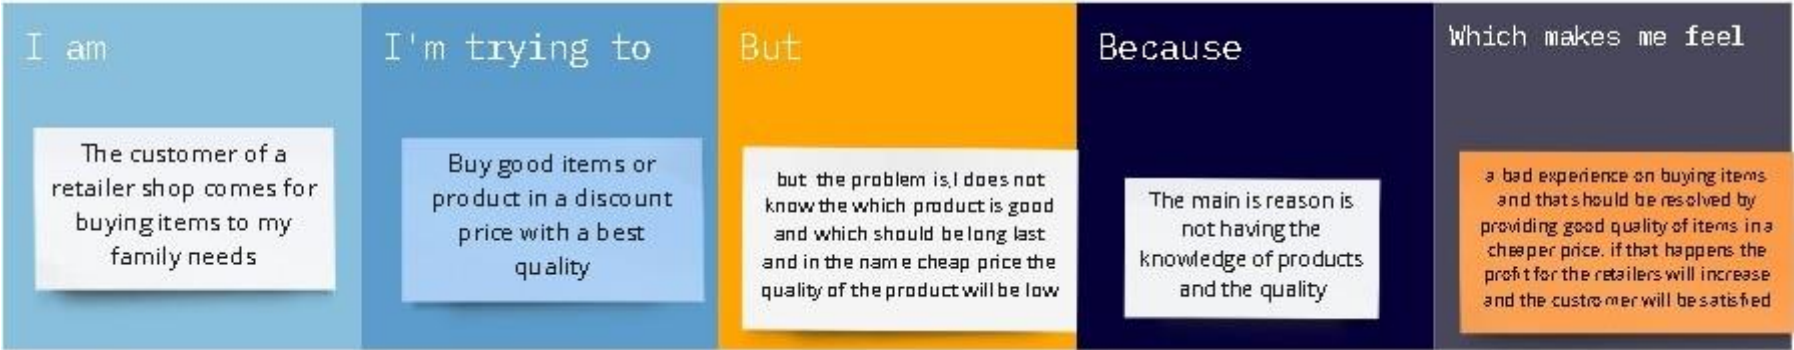 I am
The customer of a
retailer shop comes for
buying items to my
family needs
I'm trying to
Buy good items or
product in a discount
price with a best
quality
But
but the problem is,I does not
know the which product is good
and which should be long last
and in the name cheap price the
quality of the product will be low
Because
The main is reason is
not having the
knowledge of products
and the quality
Which makes me feel
a bad experience on buying items
and that should be resolved by
providing good quality of items in a
cheaper price. if that happens the
profit for the retailers will increase
and the custromer will be satisfied